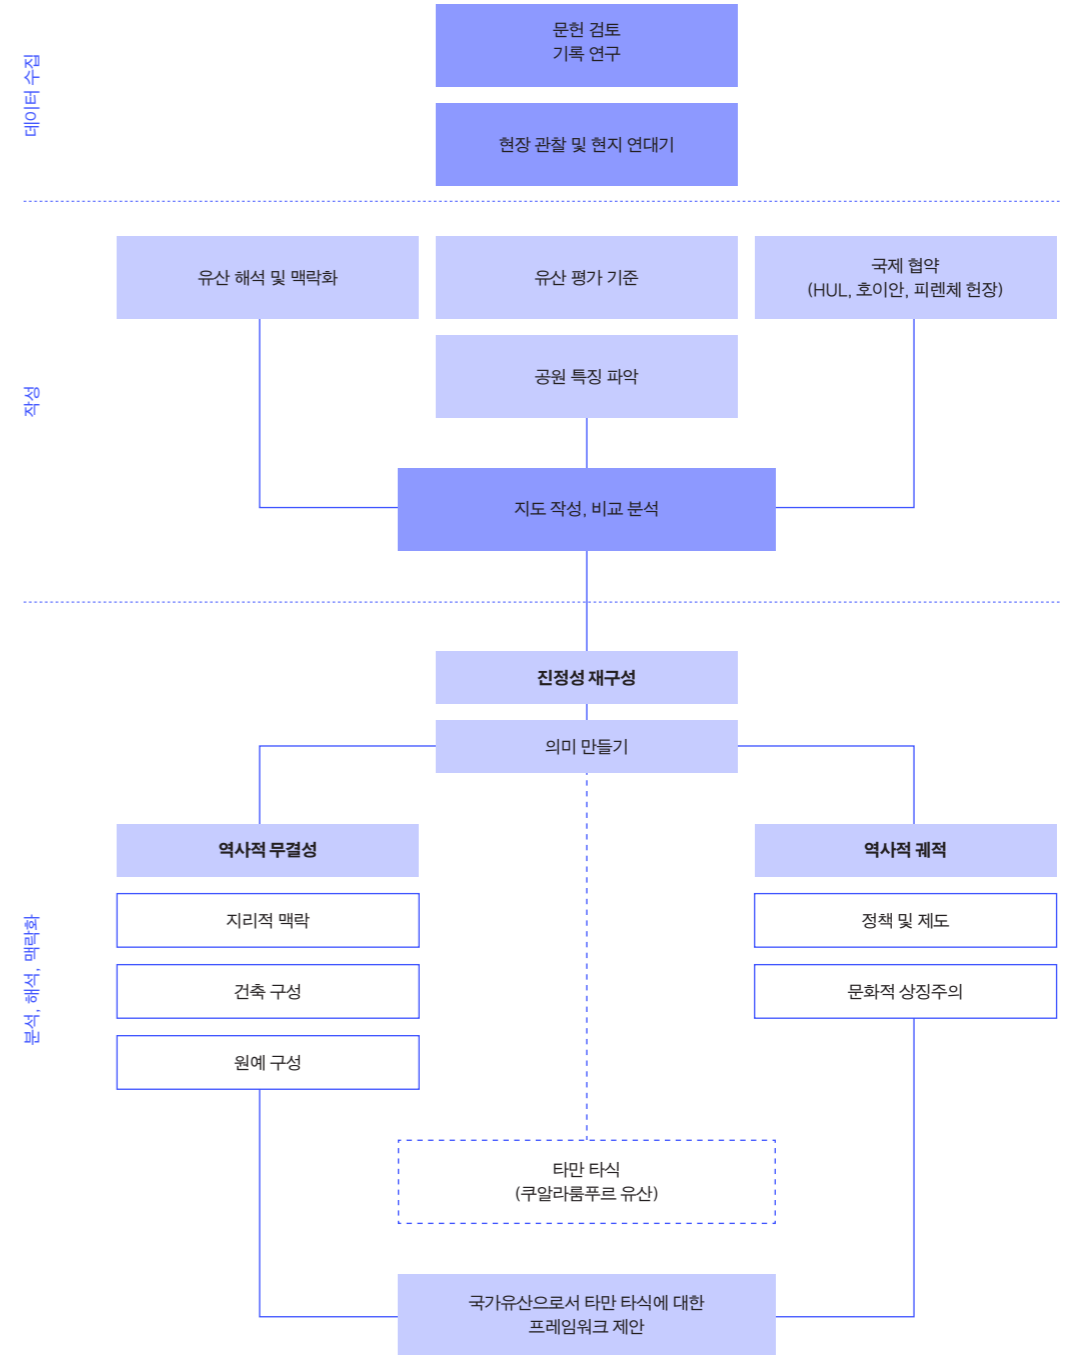 데이터 수집
문헌 검토
기록 연구
현장 관찰 및 현지 연대기
작성
유산 해석 및 맥락화
유산 평가 기준
국제 협약
(HUL, 호이안, 피렌체 헌장)
공원 특징 파악
지도 작성, 비교 분석
분석, 해석, 맥락화
진정성 재구성
의미 만들기
역사적 무결성
역사적 궤적
지리적 맥락
정책 및 제도
건축 구성
문화적 상징주의
원예 구성
타만 타식
(쿠알라룸푸르 유산)
국가유산으로서 타만 타식에 대한
프레임워크 제안